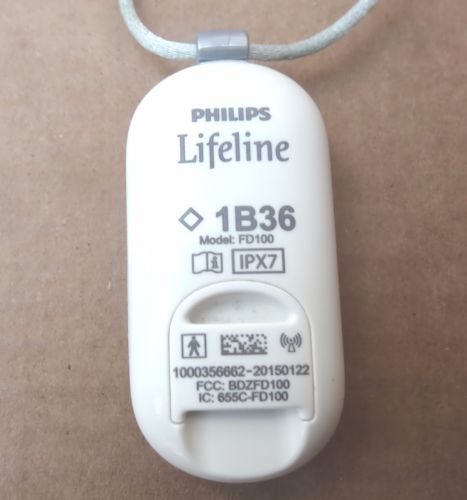 PHILIPS
Lifeline
1B36
Model: FD100
IPX7
1000356662-20150122
FCC: BDZFD100
IC: 655C-FD100